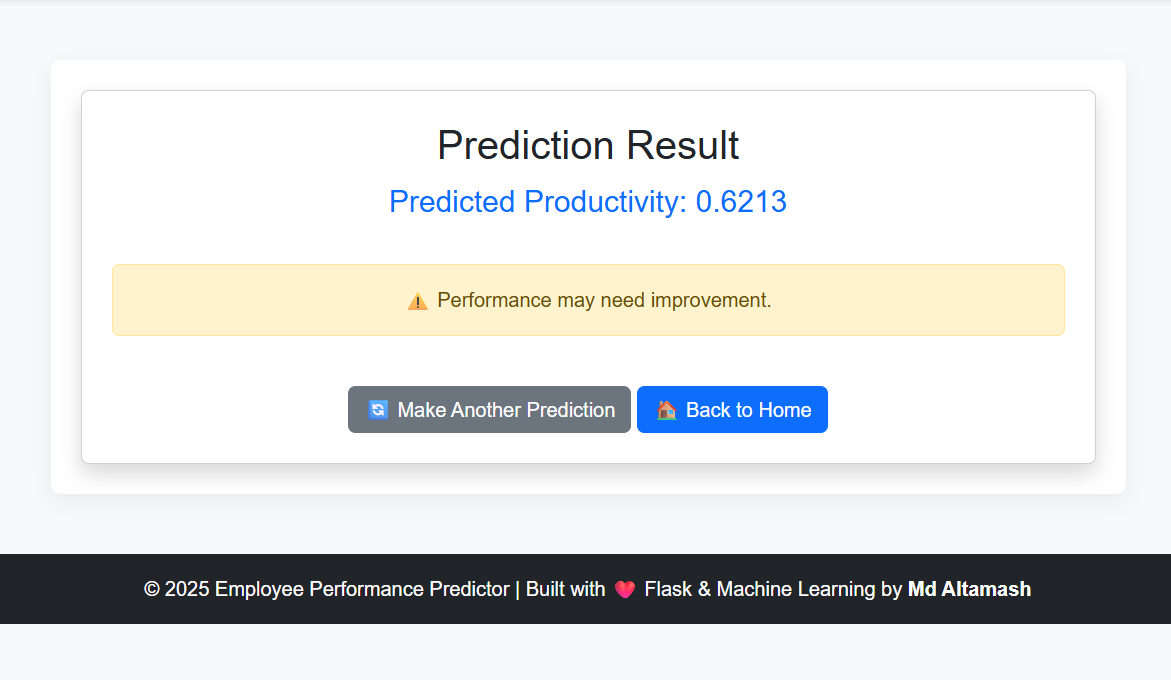 Prediction Result
Predicted Productivity: 0.6213
⚠️ Performance may need improvement.
🔄 Make Another Prediction
🏠 Back to Home
© 2025 Employee Performance Predictor | Built with ❤️ Flask & Machine Learning by Md Altamash